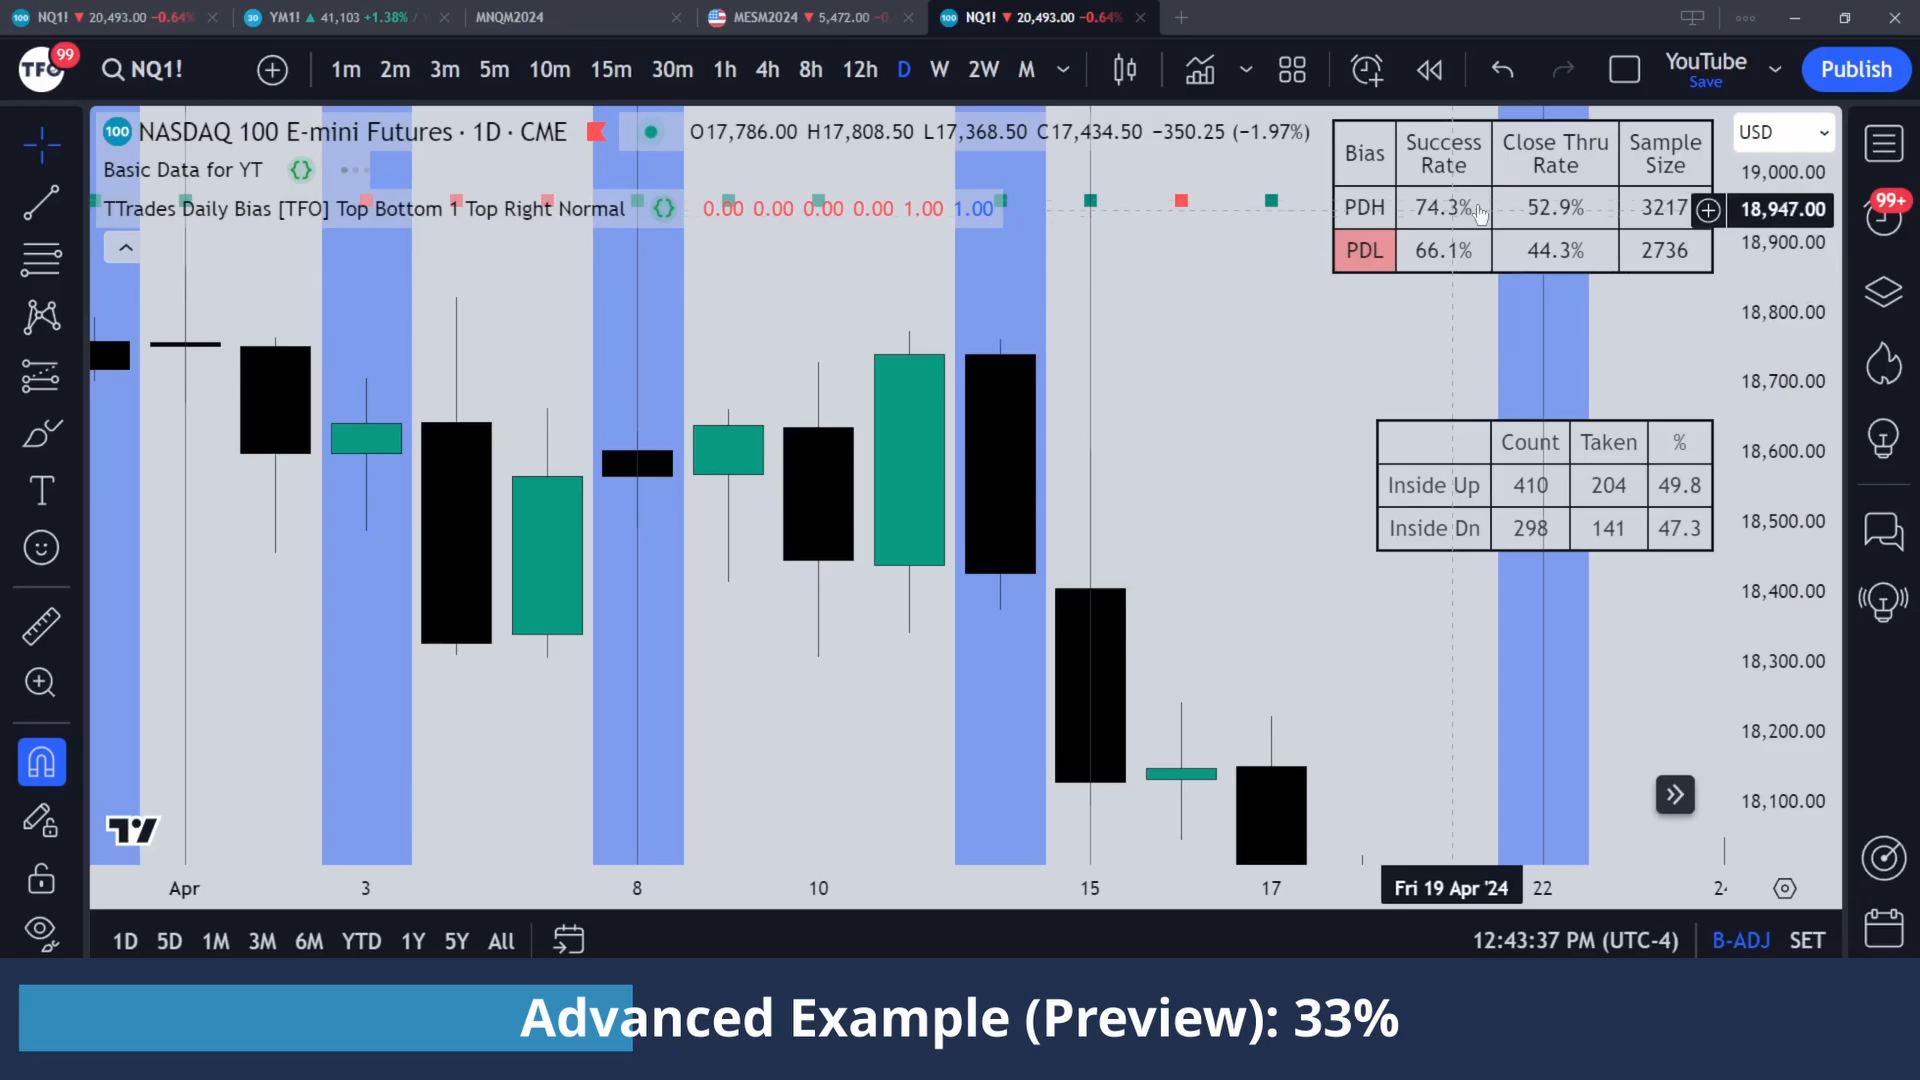 100 NQ1! ▼ 20,493.00 −0.64%
30 YM1! ▲ 41,103 +1.38% /
MNQM2024
MESM2024 ▼ 5,472.00 −0
100 NQ1! ▼ 20,493.00 −0.64%
TFO 99 NQ1! 1m 2m 3m 5m 10m 15m 30m 1h 4h 8h 12h D W 2W M YouTube Save Publish
100 NASDAQ 100 E-mini Futures · 1D · CME O17,786.00 H17,808.50 L17,368.50 C17,434.50 −350.25 (−1.97%)
Basic Data for YT {}
TTrades Daily Bias [TFO] Top Bottom 1 Top Right Normal {} 0.00 0.00 0.00 0.00 1.00 1.00
Bias Success Rate Close Thru Rate Sample Size
PDH 74.3% 52.9% 3217
PDL 66.1% 44.3% 2736
USD
19,000.00
99+
18,947.00
18,900.00
18,800.00
18,700.00
18,600.00
18,500.00
18,400.00
18,300.00
18,200.00
18,100.00
Count Taken %
Inside Up 410 204 49.8
Inside Dn 298 141 47.3
Apr 3 8 10 15 17 Fri 19 Apr '24 22
1D 5D 1M 3M 6M YTD 1Y 5Y All 12:43:37 PM (UTC-4) B-ADJ SET
Advanced Example (Preview): 33%